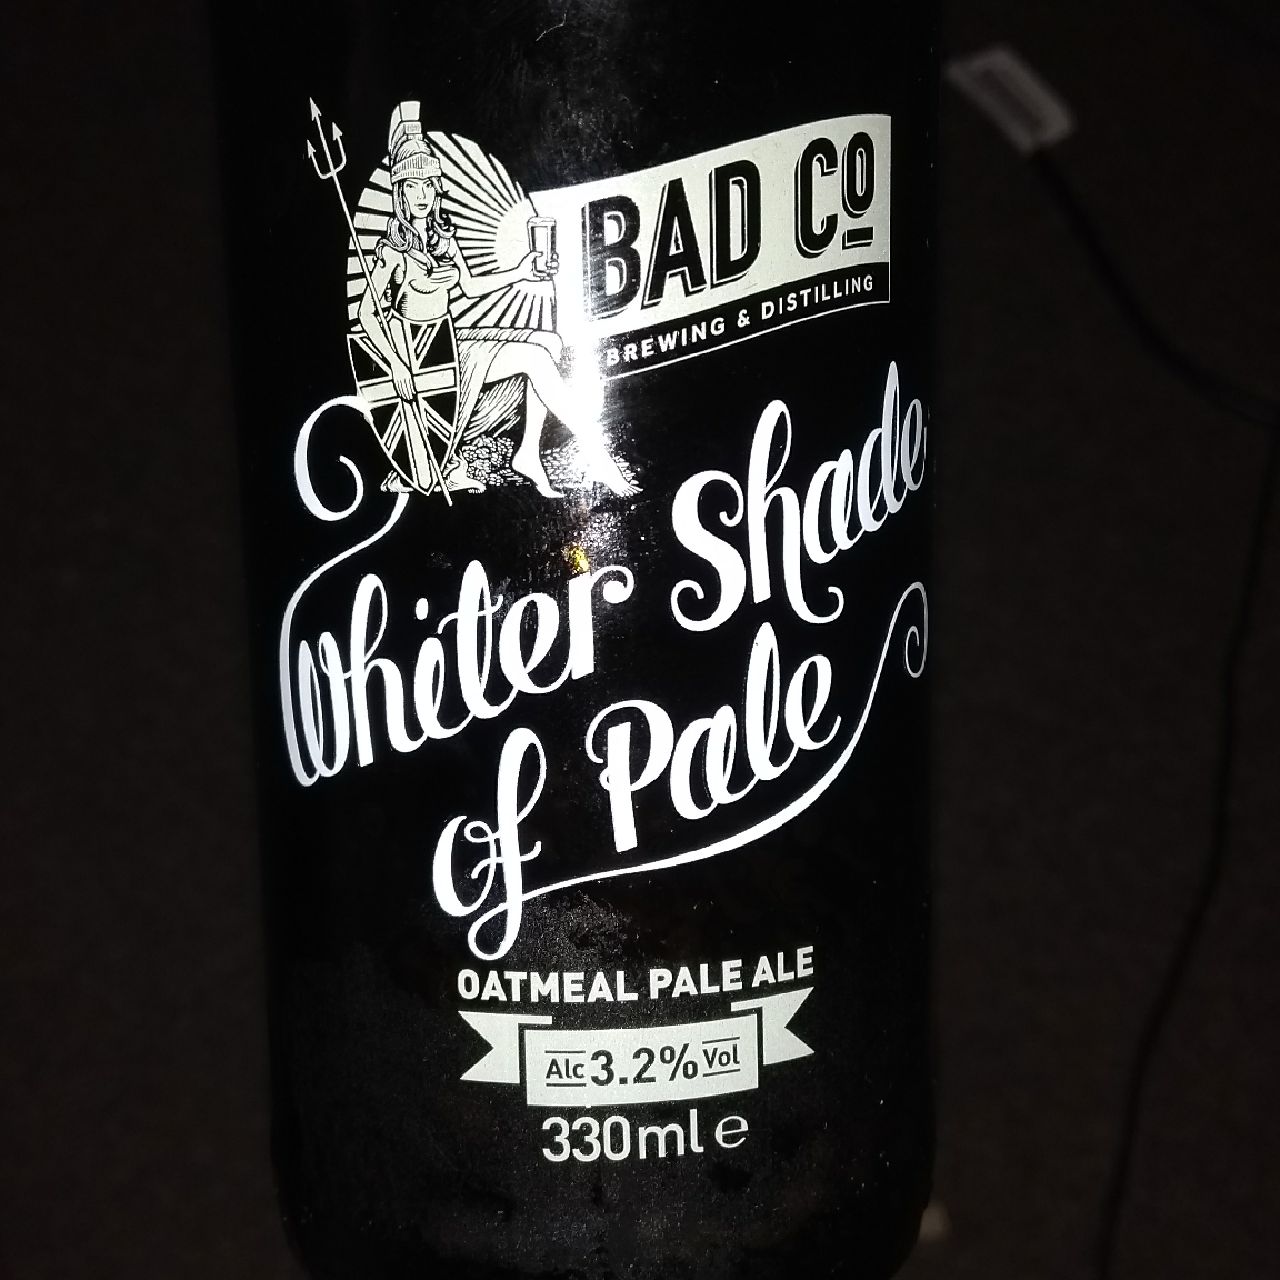 BAD Co
BREWING & DISTILLING
Whiter Shade
of Pale
OATMEAL PALE ALE
Alc 3.2% Vol
330ml e